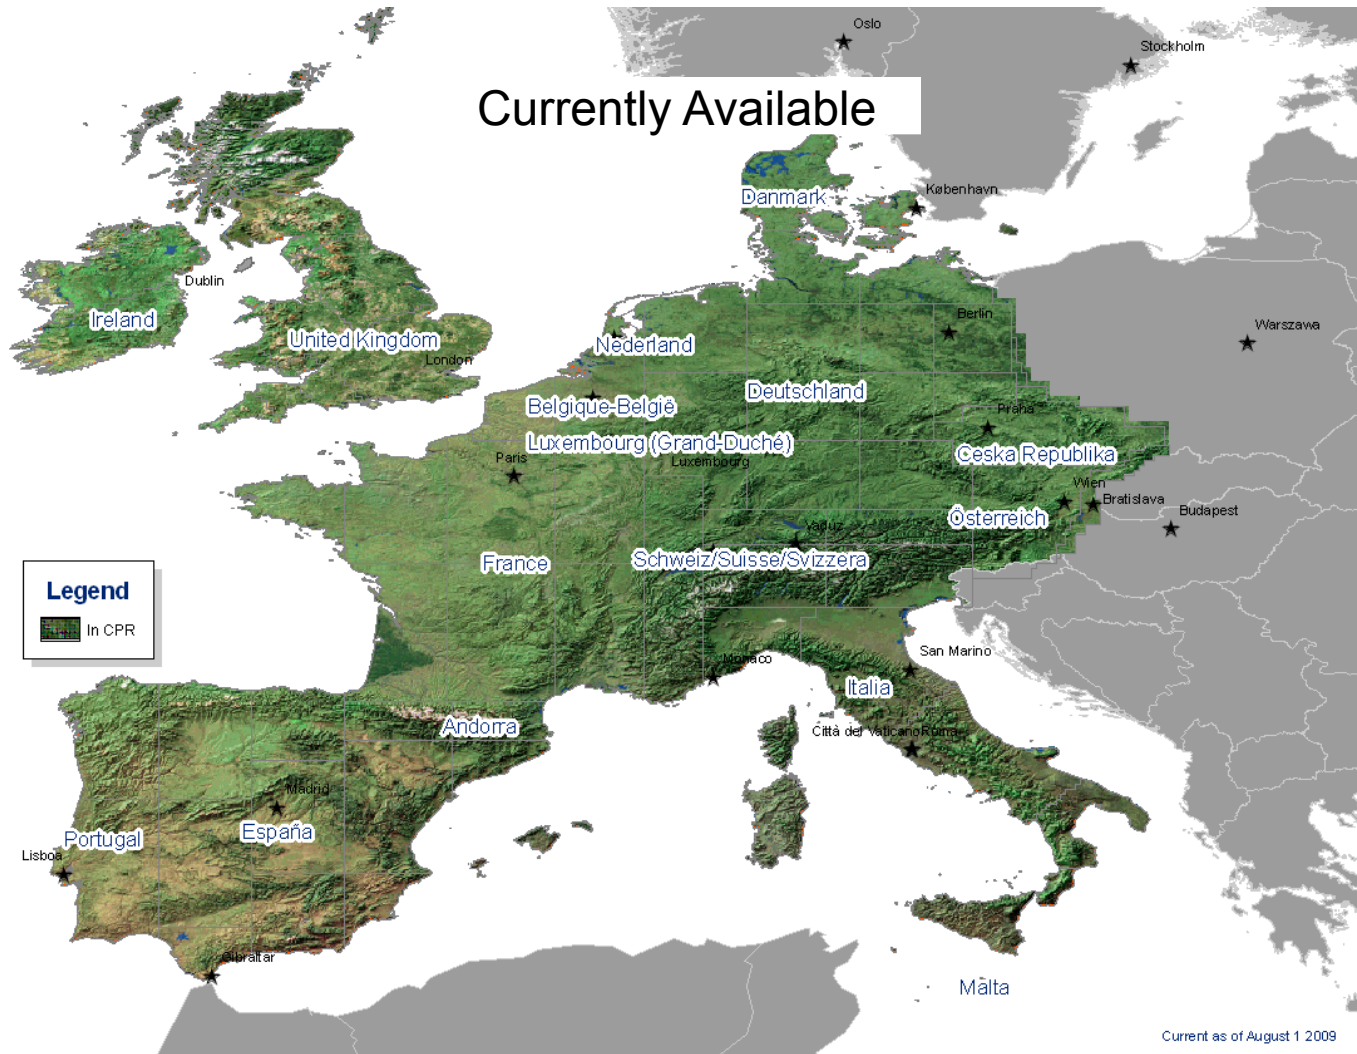 Oslo
Stockholm
Currently Available
Danmark
København
Dublin
Ireland
United Kingdom
London
Nederland
Berlin
Warszawa
Deutschland
Belgique-België
Praha
Luxembourg (Grand-Duché)
Luxembourg
Paris
Ceska Republika
Wien
Bratislava
Budapest
Österreich
Vaduz
France
Schweiz/Suisse/Svizzera
Legend
In CPR
Monaco
San Marino
Italia
Andorra
Città del Vaticano
Roma
Madrid
España
Portugal
Lisboa
Gibraltar
Malta
Current as of August 1 2009